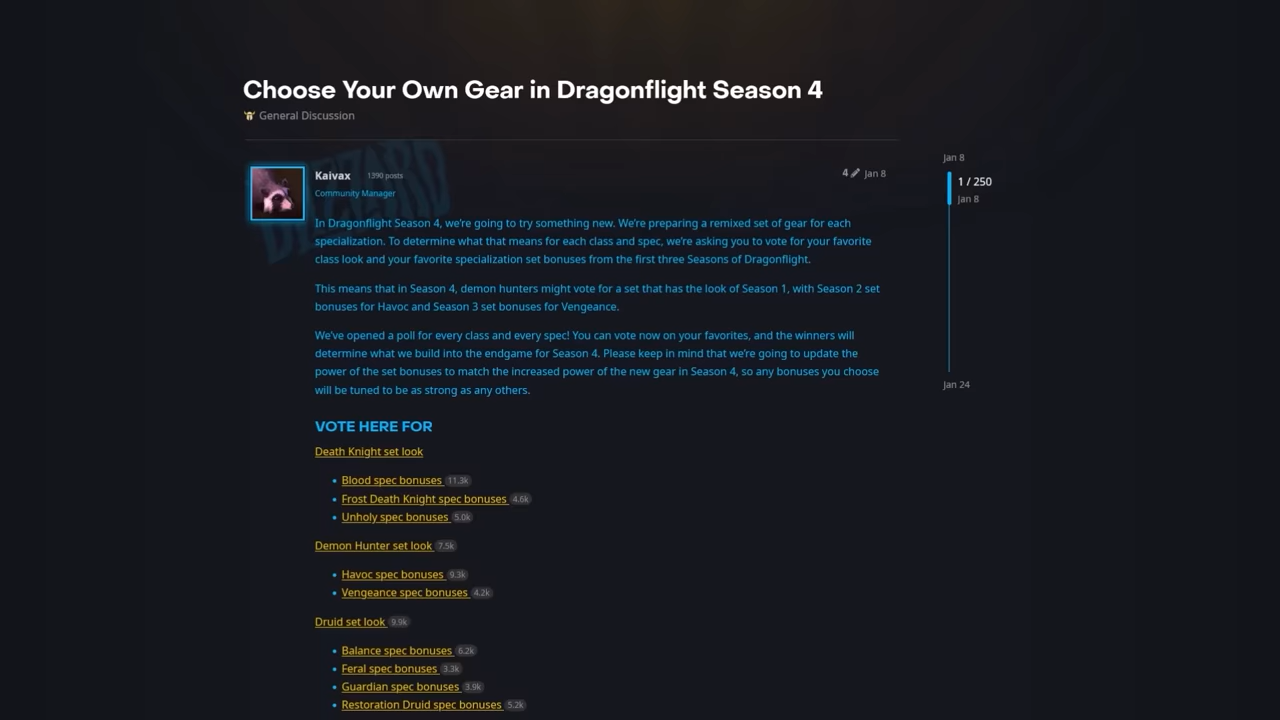 Choose Your Own Gear in Dragonflight Season 4
General Discussion
Kaivax 1390 posts 4 Jan 8
Community Manager
BLIZZARD
In Dragonflight Season 4, we're going to try something new. We're preparing a remixed set of gear for each
specialization. To determine what that means for each class and spec, we're asking you to vote for your favorite
class look and your favorite specialization set bonuses from the first three Seasons of Dragonflight.
This means that in Season 4, demon hunters might vote for a set that has the look of Season 1, with Season 2 set
bonuses for Havoc and Season 3 set bonuses for Vengeance.
We've opened a poll for every class and every spec! You can vote now on your favorites, and the winners will
determine what we build into the endgame for Season 4. Please keep in mind that we're going to update the
power of the set bonuses to match the increased power of the new gear in Season 4, so any bonuses you choose
will be tuned to be as strong as any others.
VOTE HERE FOR
Death Knight set look
• Blood spec bonuses 11.3k
• Frost Death Knight spec bonuses 4.6k
• Unholy spec bonuses 5.0k
Demon Hunter set look 7.5k
• Havoc spec bonuses 9.3k
• Vengeance spec bonuses 4.2k
Druid set look 9.9k
• Balance spec bonuses 6.2k
• Feral spec bonuses 3.3k
• Guardian spec bonuses 3.9k
• Restoration Druid spec bonuses 5.2k
Jan 8
1 / 250
Jan 8
Jan 24